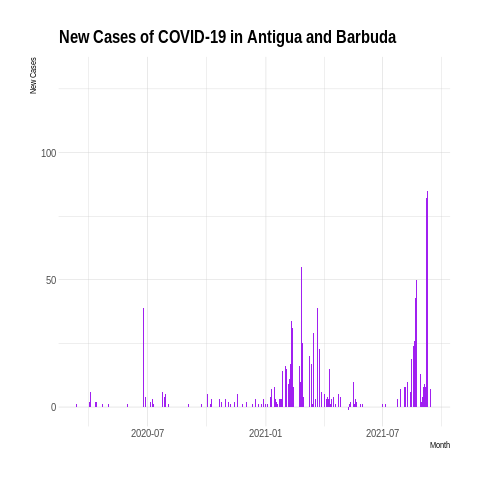 New Cases of COVID-19 in Antigua and Barbuda
New Cases
100
50
0
2020-07
2021-01
2021-07
Month